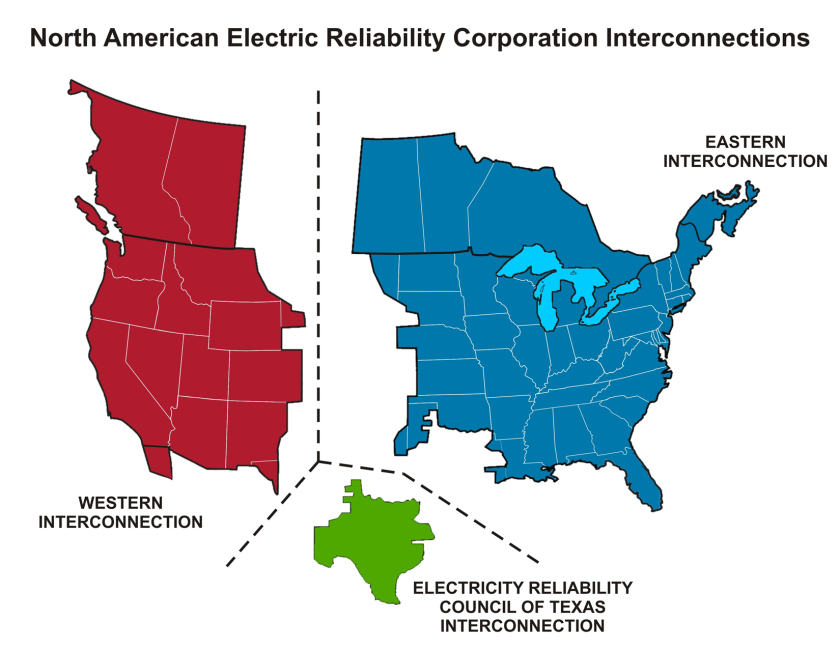 North American Electric Reliability Corporation Interconnections
EASTERN
INTERCONNECTION
WESTERN
INTERCONNECTION
ELECTRICITY RELIABILITY
COUNCIL OF TEXAS
INTERCONNECTION